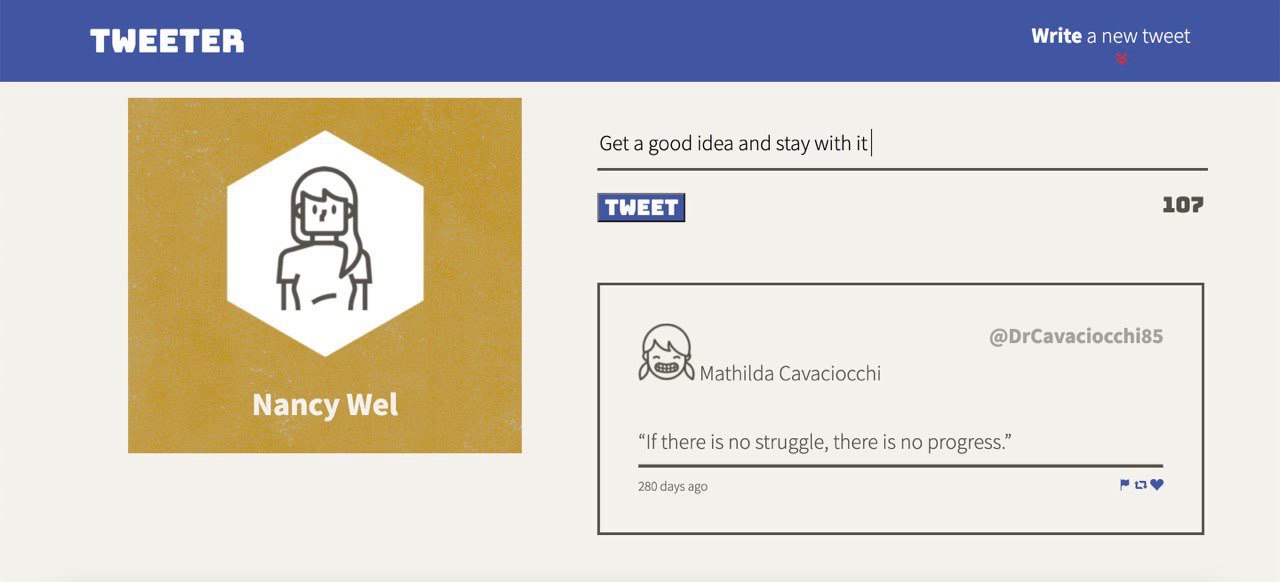 TWEETER
Write a new tweet
Nancy Wel
Get a good idea and stay with it
TWEET
107
@DrCavaciocchi85
Mathilda Cavaciocchi
“If there is no struggle, there is no progress.”
280 days ago